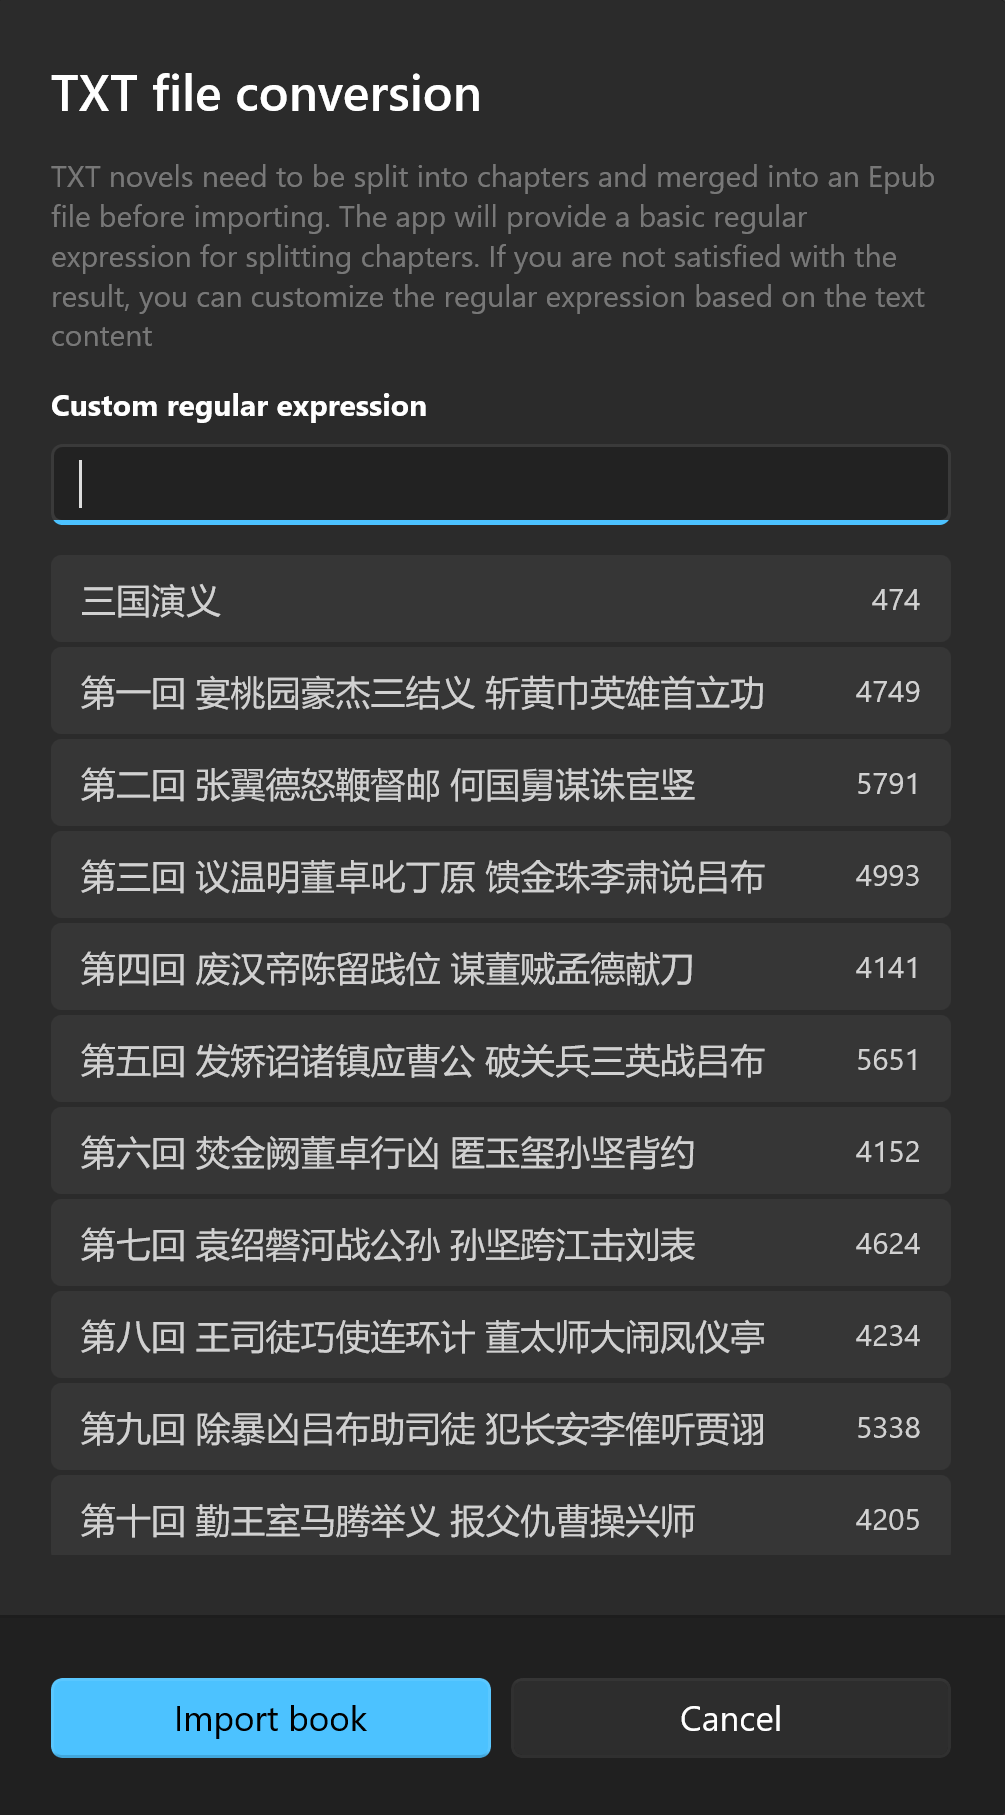 TXT file conversion
TXT novels need to be split into chapters and merged into an Epub
file before importing. The app will provide a basic regular
expression for splitting chapters. If you are not satisfied with the
result, you can customize the regular expression based on the text
content
Custom regular expression
三国演义 474
第一回 宴桃园豪杰三结义 斩黄巾英雄首立功 4749
第二回 张翼德怒鞭督邮 何国舅谋诛宦竖 5791
第三回 议温明董卓叱丁原 馈金珠李肃说吕布 4993
第四回 废汉帝陈留践位 谋董贼孟德献刀 4141
第五回 发矫诏诸镇应曹公 破关兵三英战吕布 5651
第六回 焚金阙董卓行凶 匿玉玺孙坚背约 4152
第七回 袁绍磐河战公孙 孙坚跨江击刘表 4624
第八回 王司徒巧使连环计 董太师大闹凤仪亭 4234
第九回 除暴凶吕布助司徒 犯长安李傕听贾诩 5338
第十回 勤王室马腾举义 报父仇曹操兴师 4205
Import book Cancel